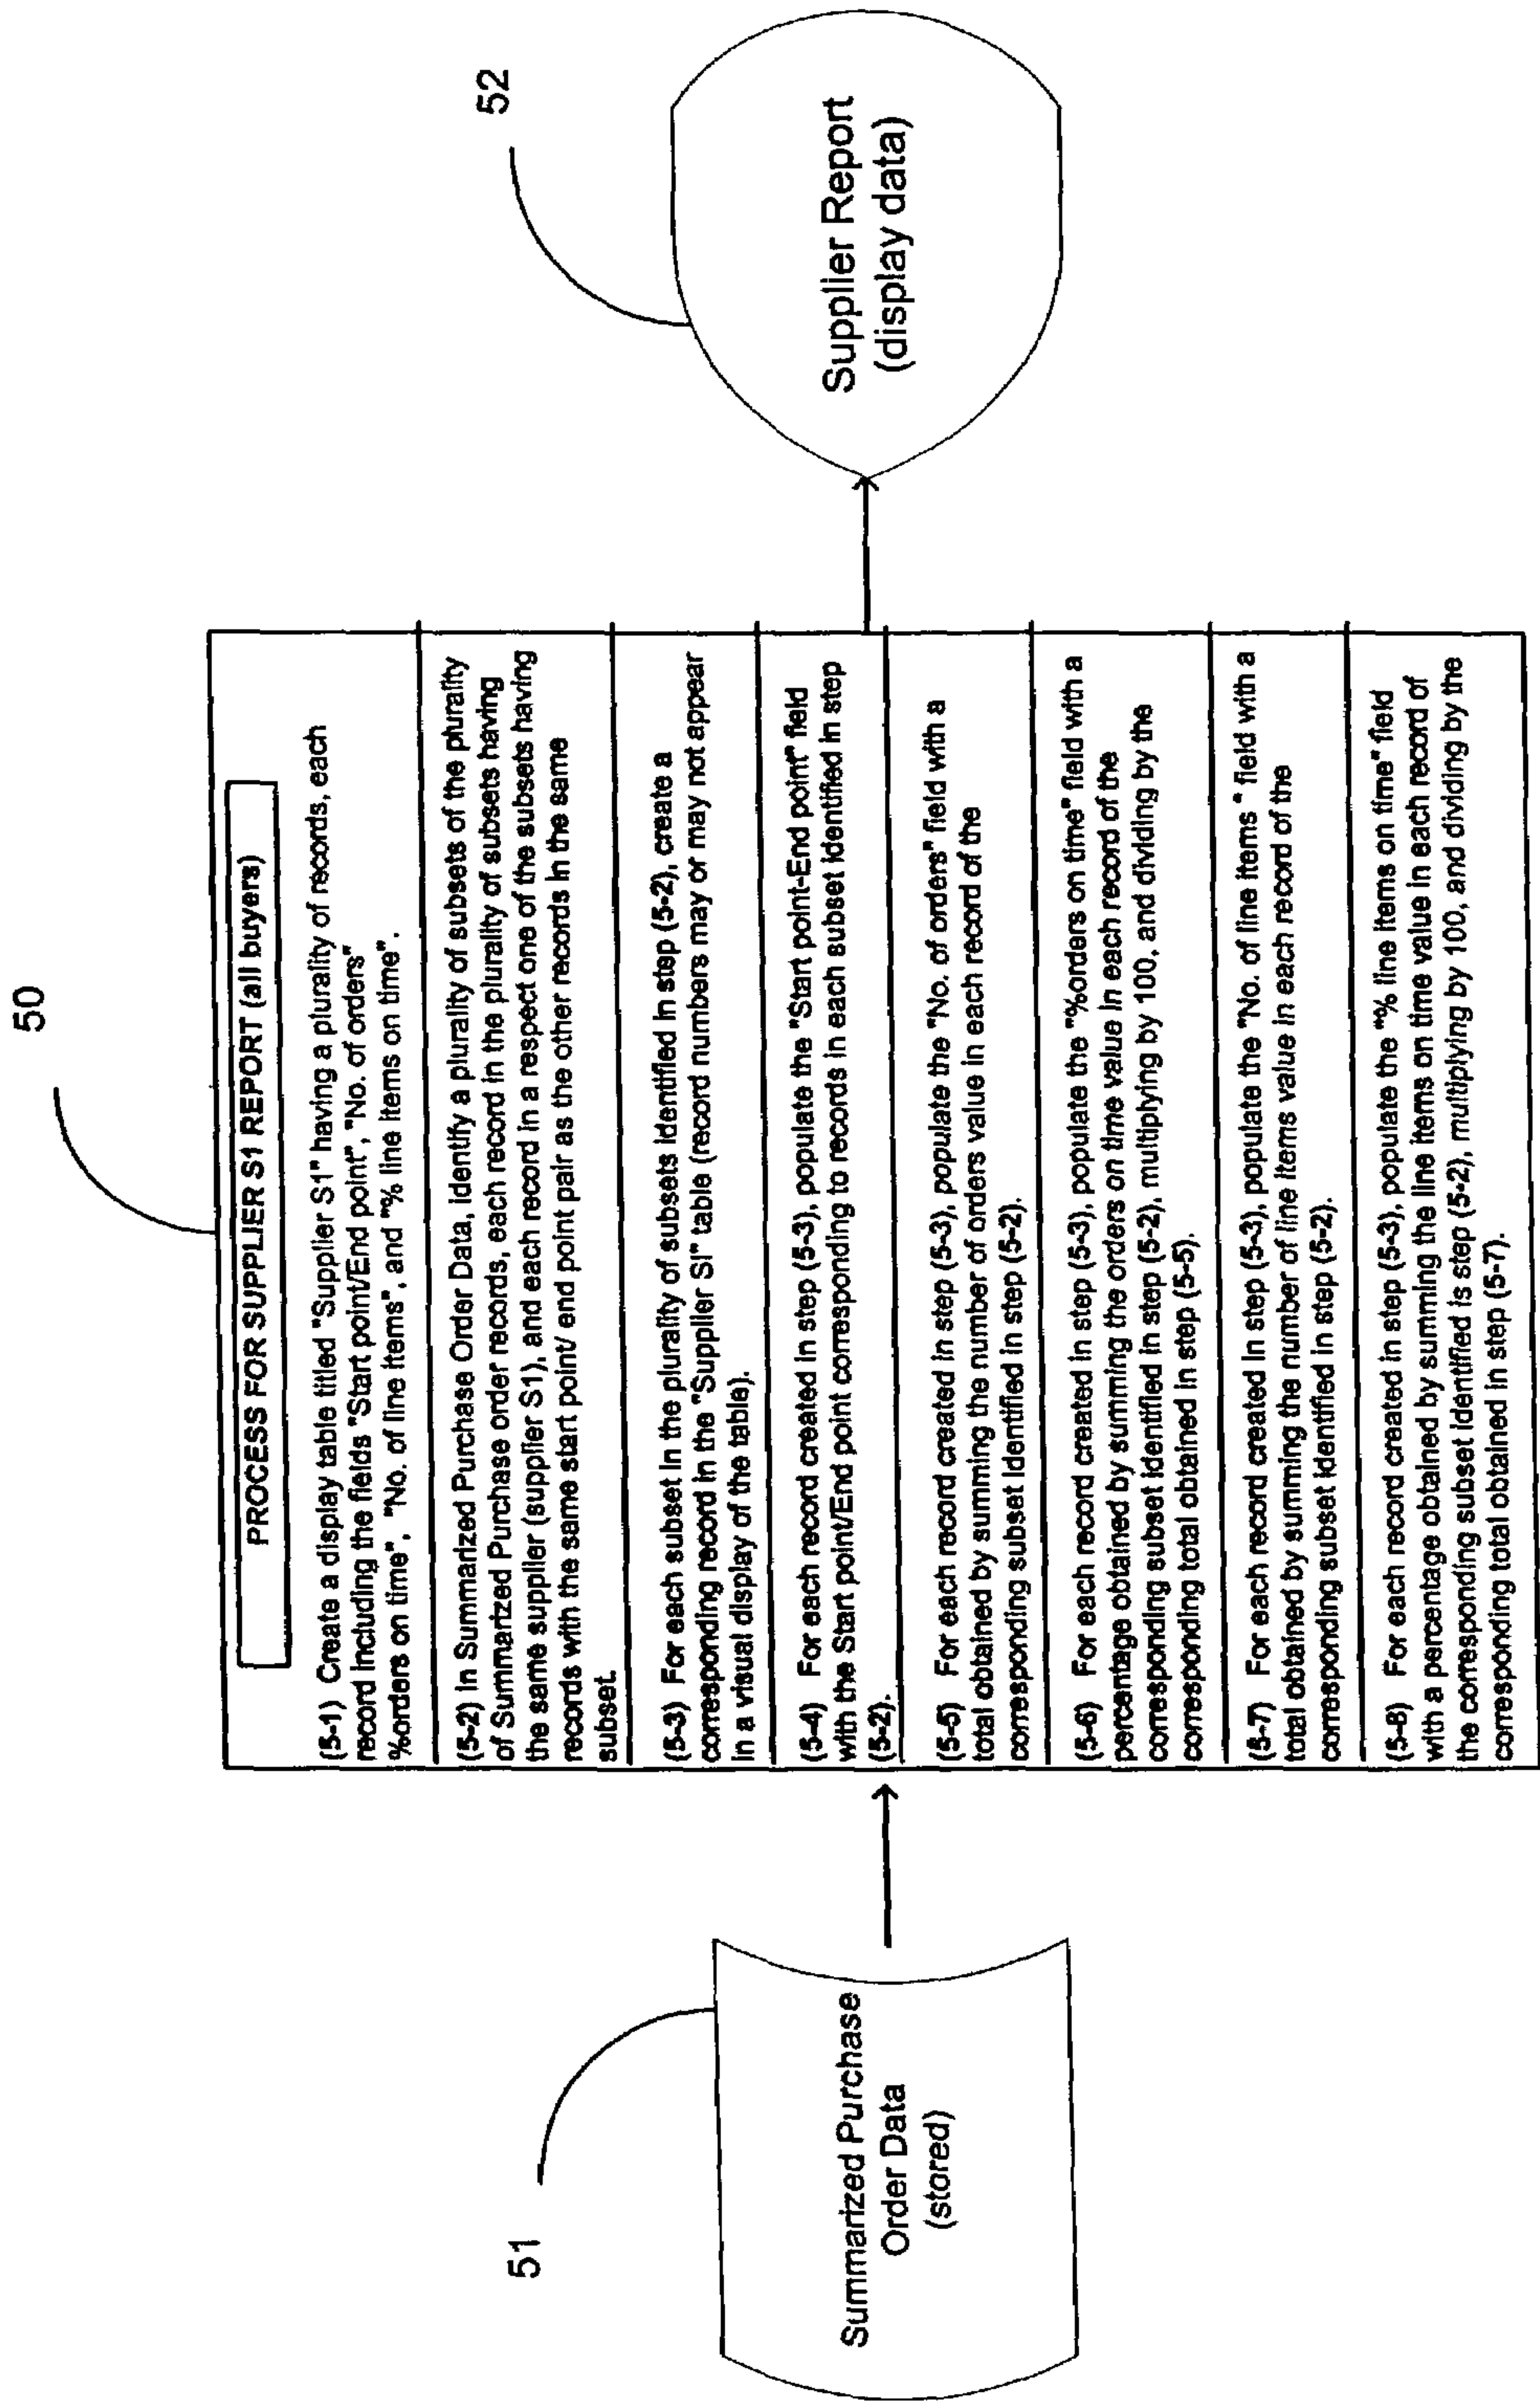 50
PROCESS FOR SUPPLIER S1 REPORT (all buyers)
(5-1) Create a display table titled "Supplier S1" having a plurality of records, each
record including the fields "Start point/End point", "No. of orders"
%orders on time", "No. of line items", and "% line items on time".
(5-2) In Summarized Purchase Order Data, identify a plurality of subsets of the plurality
of Summarized Purchase order records, each record in the plurality of subsets having
the same supplier (supplier S1), and each record in a respect one of the subsets having
records with the same start point/ end point pair as the other records in the same
subset.
(5-3) For each subset in the plurality of subsets identified in step (5-2), create a
corresponding record in the "Supplier SI" table (record numbers may or may not appear
in a visual display of the table).
(5-4) For each record created in step (5-3), populate the "Start point-End point" field
with the Start point/End point corresponding to records in each subset identified in step
(5-2).
(5-5) For each record created in step (5-3), populate the "No. of orders" field with a
total obtained by summing the number of orders value in each record of the
corresponding subset identified in step (5-2).
(5-6) For each record created in step (5-3), populate the "%orders on time" field with a
percentage obtained by summing the orders on time value in each record of the
corresponding subset identified in step (5-2), multiplying by 100, and dividing by the
corresponding total obtained in step (5-5).
(5-7) For each record created in step (5-3), populate the "No. of line items " field with a
total obtained by summing the number of line items value in each record of the
corresponding subset identified in step (5-2).
(5-8) For each record created in step (5-3), populate the "% line items on time" field
with a percentage obtained by summing the line items on time value in each record of
the corresponding subset identified is step (5-2), multiplying by 100, and dividing by the
corresponding total obtained in step (5-7).
51
Summarized Purchase
Order Data
(stored)
52
Supplier Report
(display data)